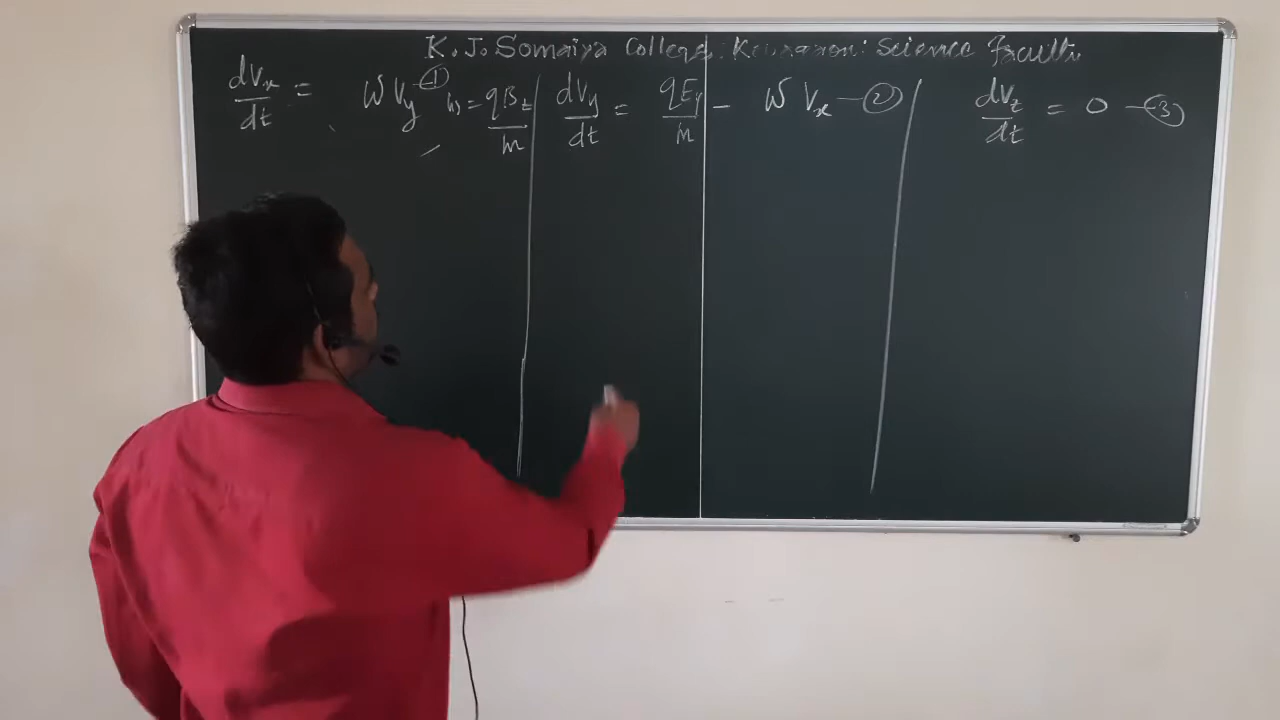 K. J. Somaiya College, Kopargaon. Science Faculty
dVx/dt = ω Vy —① ω = qBz/m
dVy/dt = qEy/m - ω Vx —②
dVz/dt = 0 —③